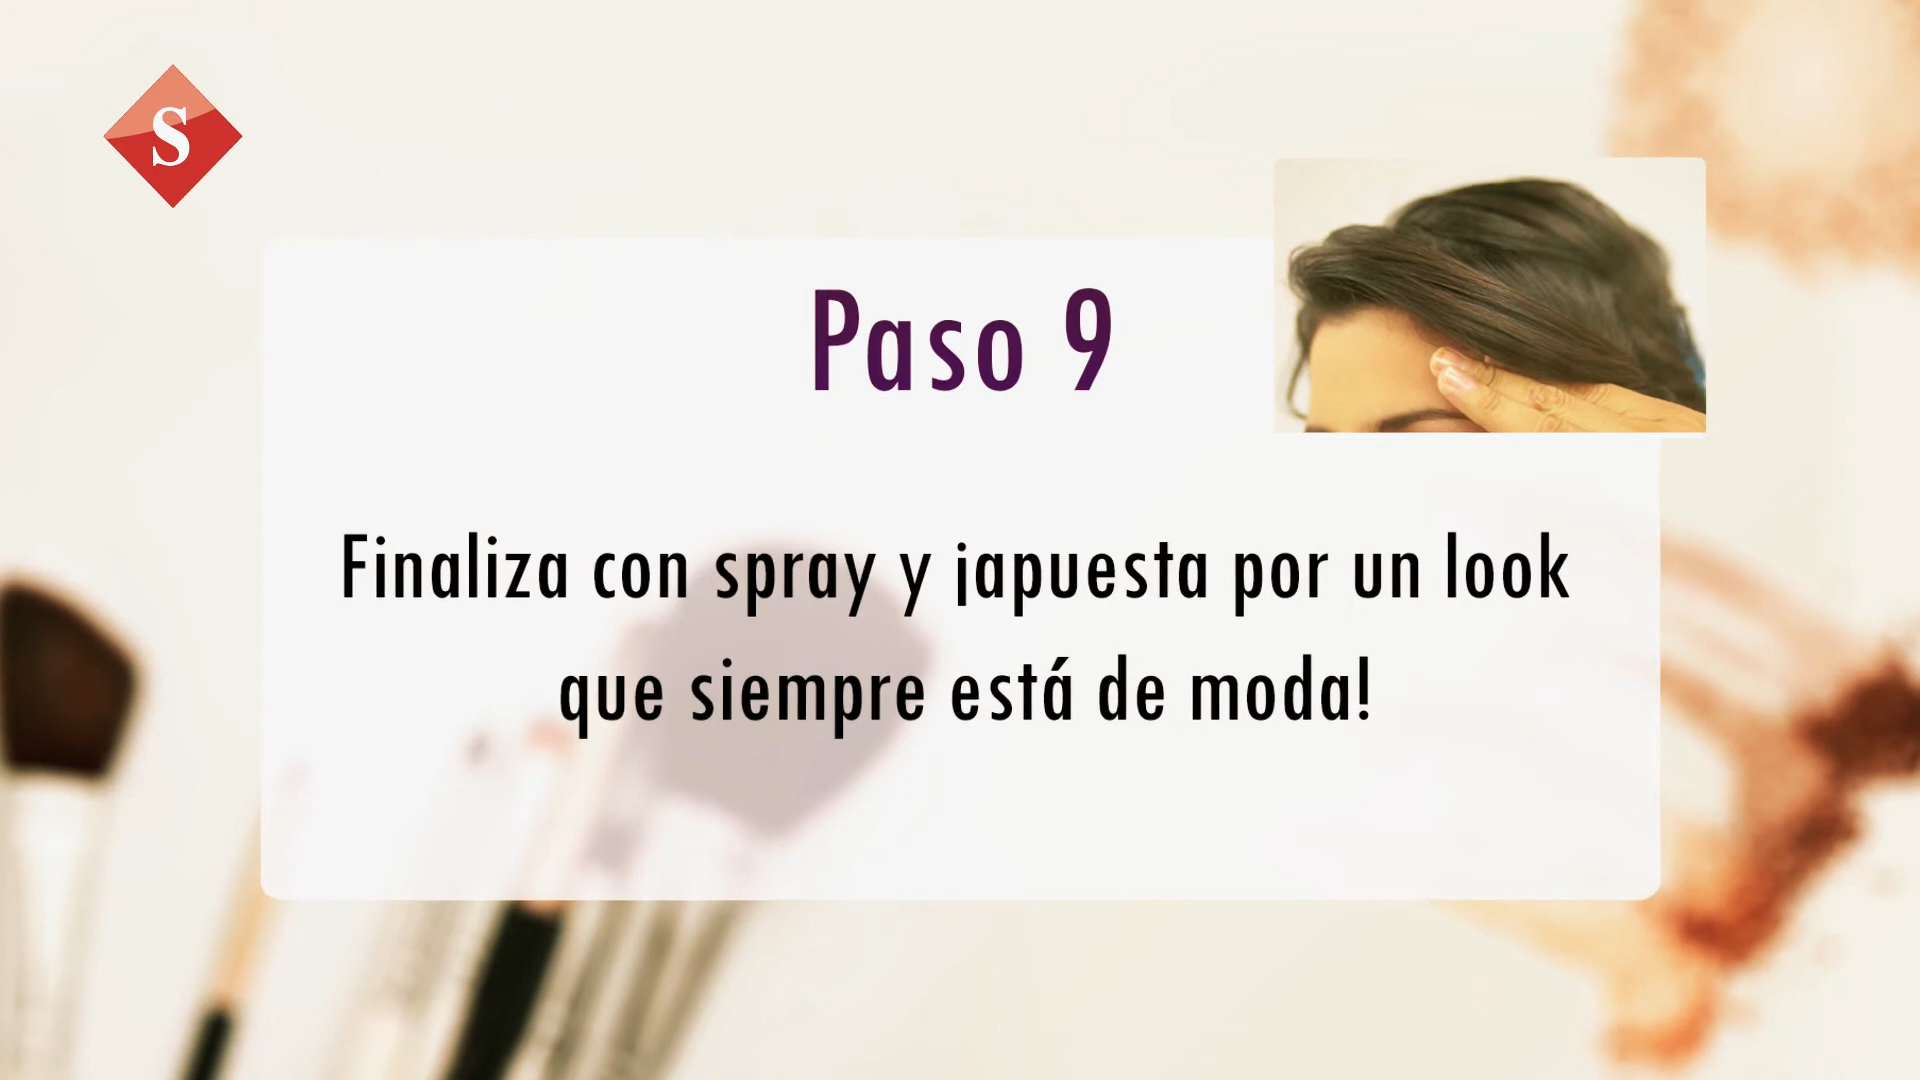 S
Paso 9
Finaliza con spray y ¡apuesta por un look
que siempre está de moda!